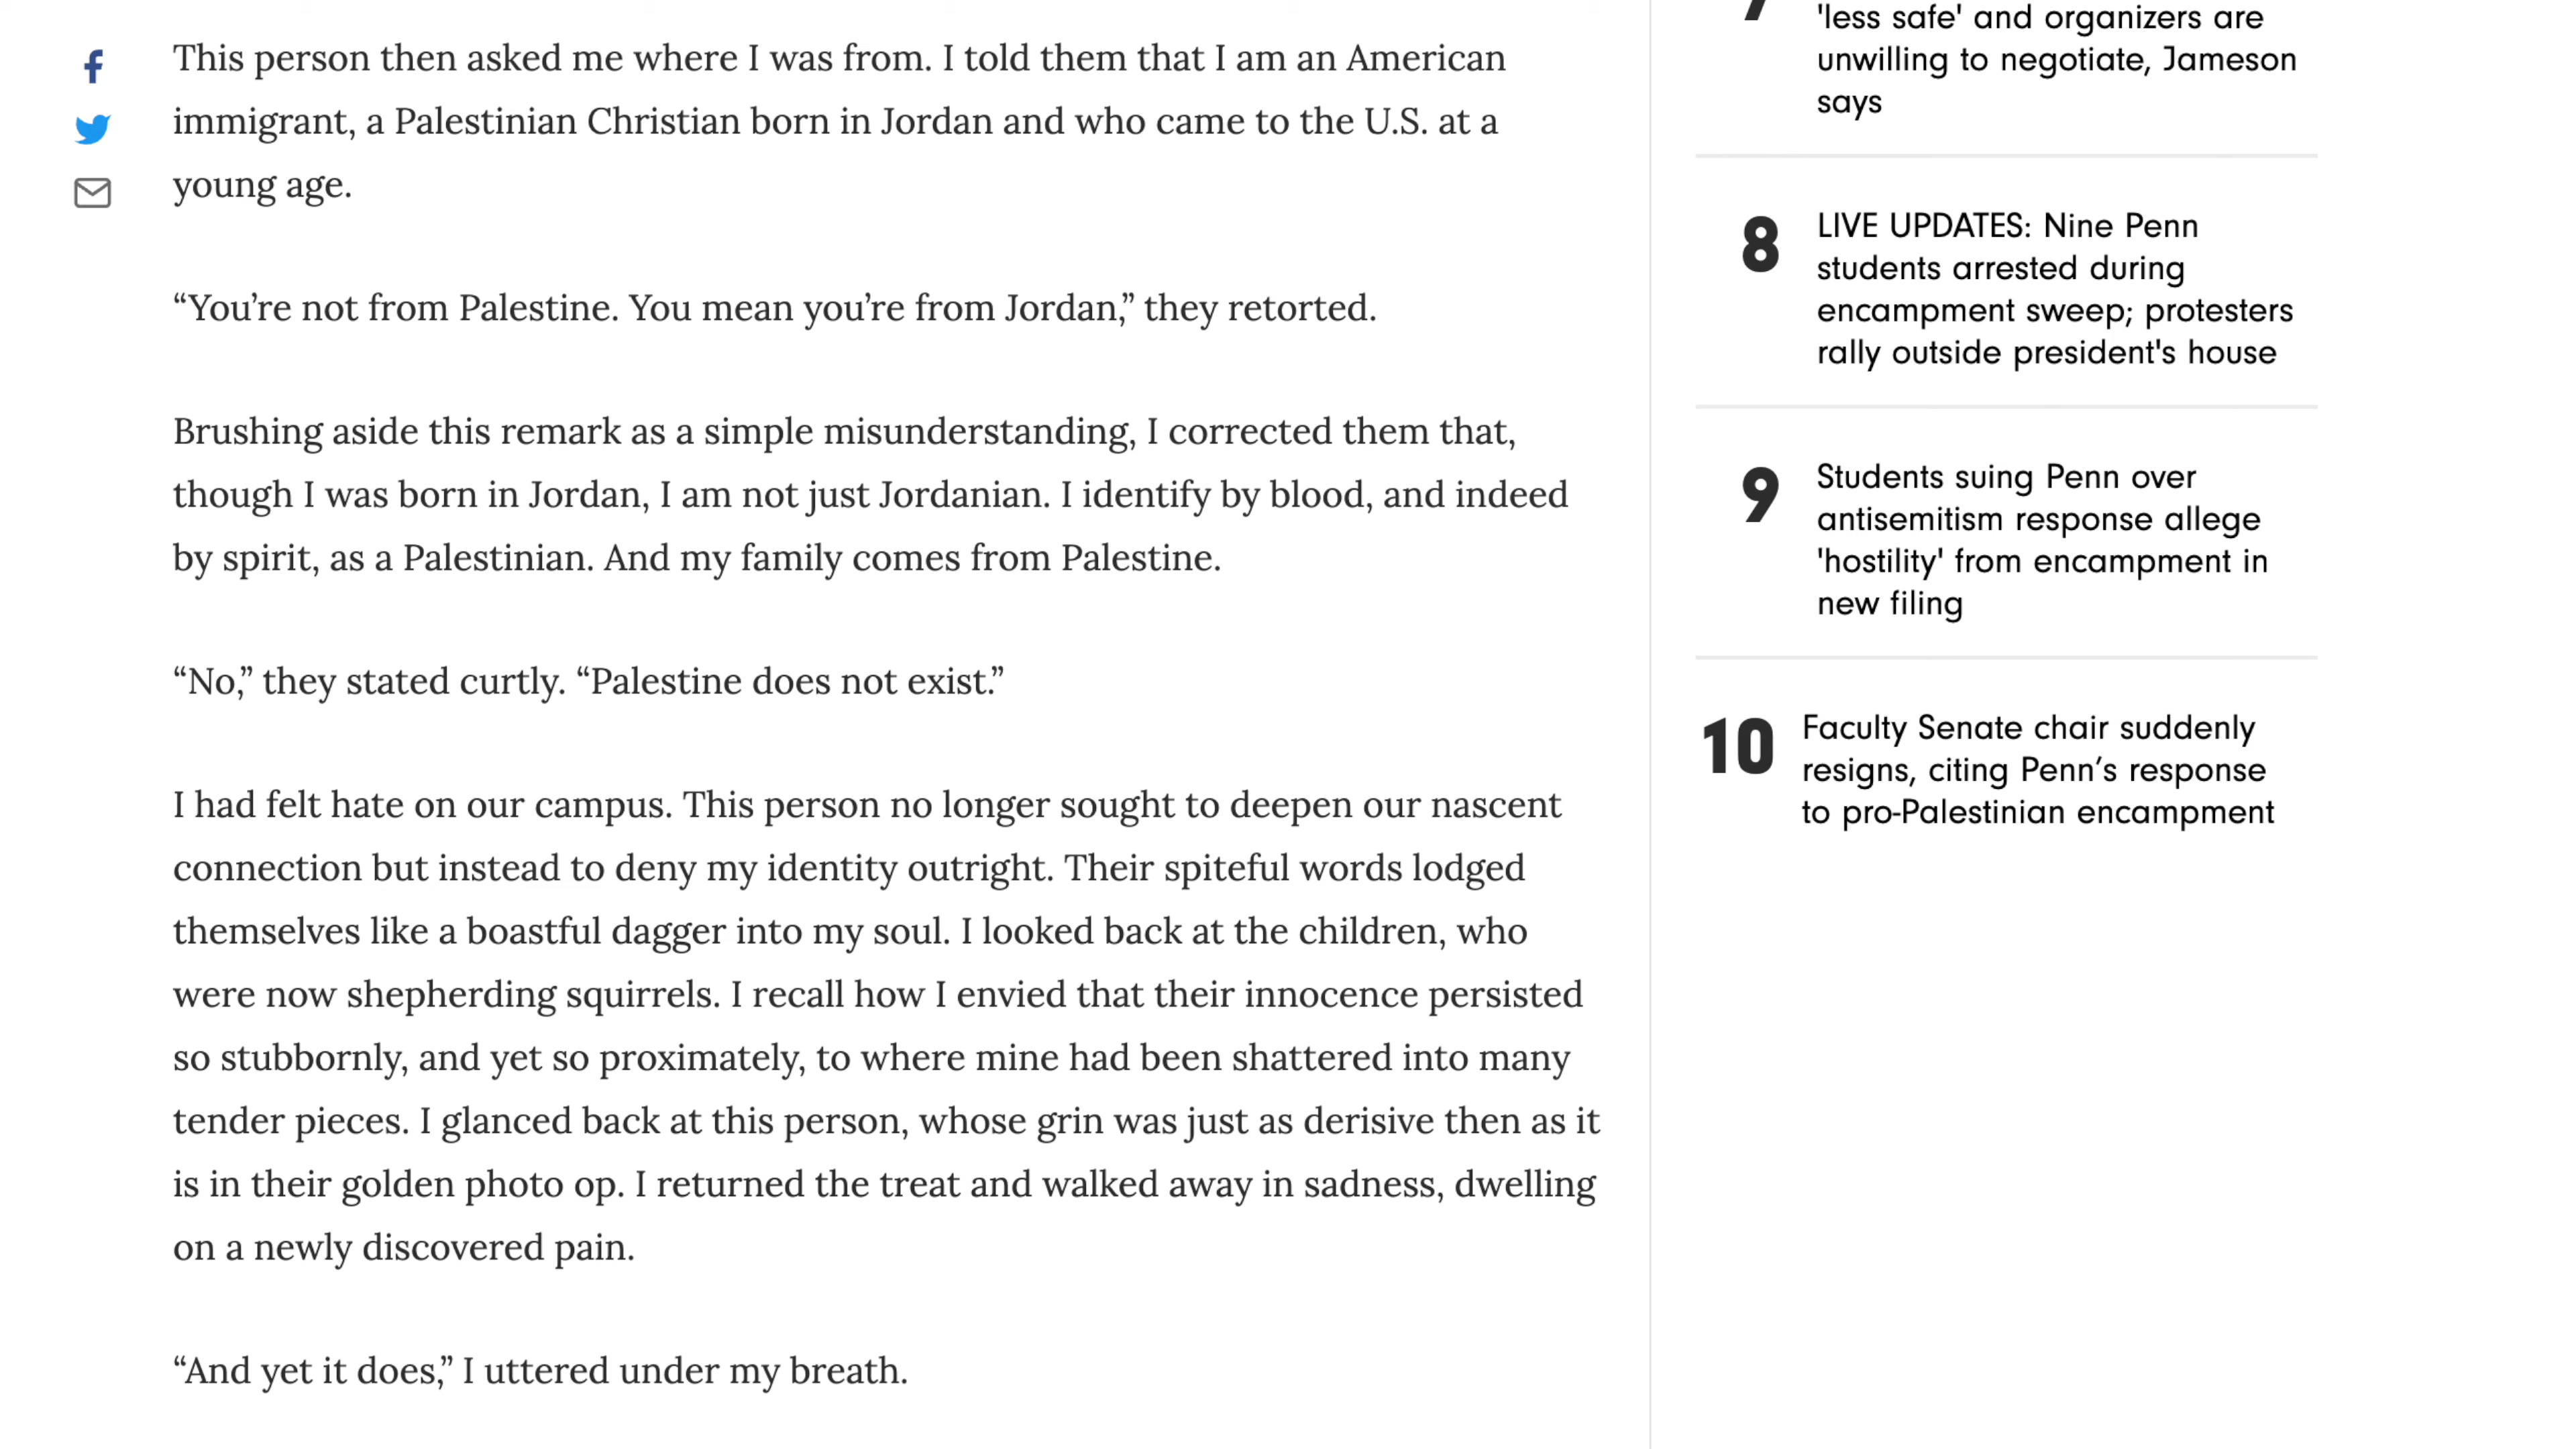 This person then asked me where I was from. I told them that I am an American
immigrant, a Palestinian Christian born in Jordan and who came to the U.S. at a
young age.
“You’re not from Palestine. You mean you’re from Jordan,” they retorted.
Brushing aside this remark as a simple misunderstanding, I corrected them that,
though I was born in Jordan, I am not just Jordanian. I identify by blood, and indeed
by spirit, as a Palestinian. And my family comes from Palestine.
“No,” they stated curtly. “Palestine does not exist.”
I had felt hate on our campus. This person no longer sought to deepen our nascent
connection but instead to deny my identity outright. Their spiteful words lodged
themselves like a boastful dagger into my soul. I looked back at the children, who
were now shepherding squirrels. I recall how I envied that their innocence persisted
so stubbornly, and yet so proximately, to where mine had been shattered into many
tender pieces. I glanced back at this person, whose grin was just as derisive then as it
is in their golden photo op. I returned the treat and walked away in sadness, dwelling
on a newly discovered pain.
“And yet it does,” I uttered under my breath.
'less safe' and organizers are
unwilling to negotiate, Jameson
says
8
LIVE UPDATES: Nine Penn
students arrested during
encampment sweep; protesters
rally outside president's house
9
Students suing Penn over
antisemitism response allege
'hostility' from encampment in
new filing
10
Faculty Senate chair suddenly
resigns, citing Penn’s response
to pro-Palestinian encampment